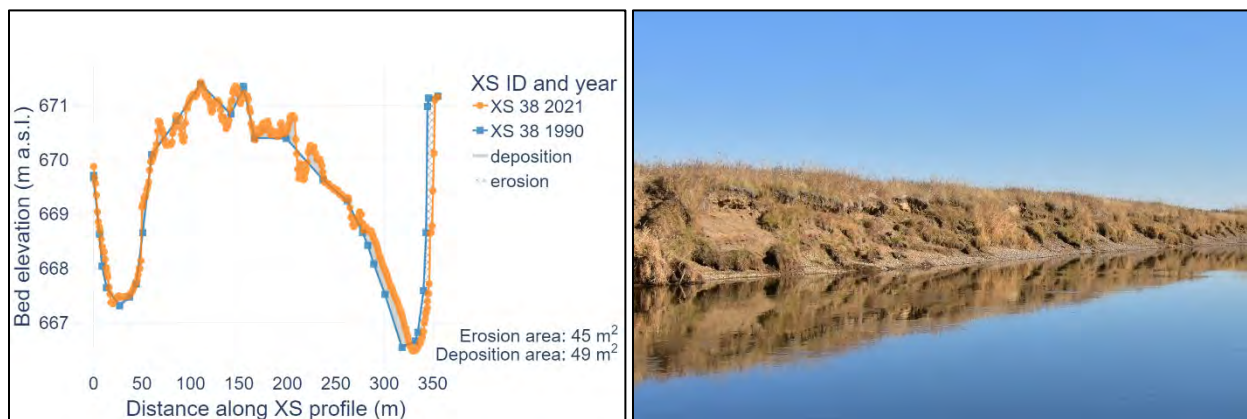 XS ID and year
XS 38 2021
XS 38 1990
deposition
erosion
Bed elevation (m a.s.l.)
671
670
669
668
667
Erosion area: 45 m²
Deposition area: 49 m²
0 50 100 150 200 250 300 350
Distance along XS profile (m)